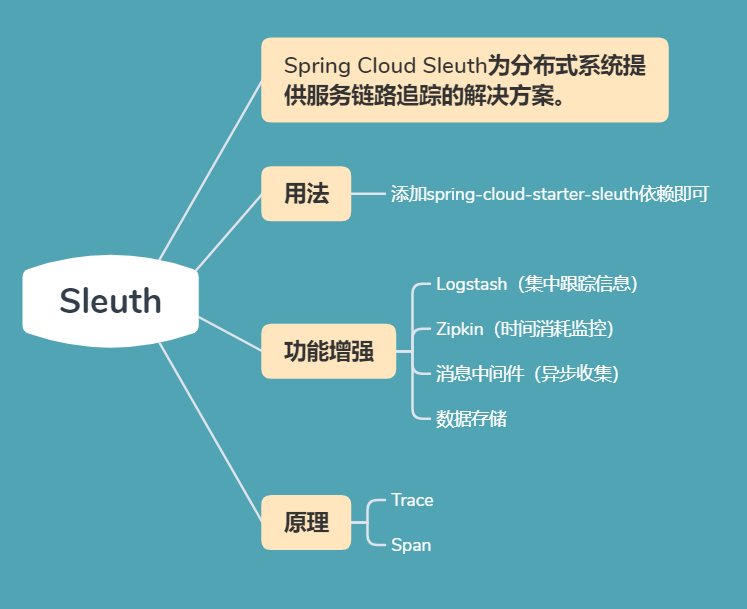 Spring Cloud Sleuth为分布式系统提
供服务链路追踪的解决方案。
用法
添加spring-cloud-starter-sleuth依赖即可
Sleuth
功能增强
Logstash（集中跟踪信息）
Zipkin（时间消耗监控）
消息中间件（异步收集）
数据存储
原理
Trace
Span